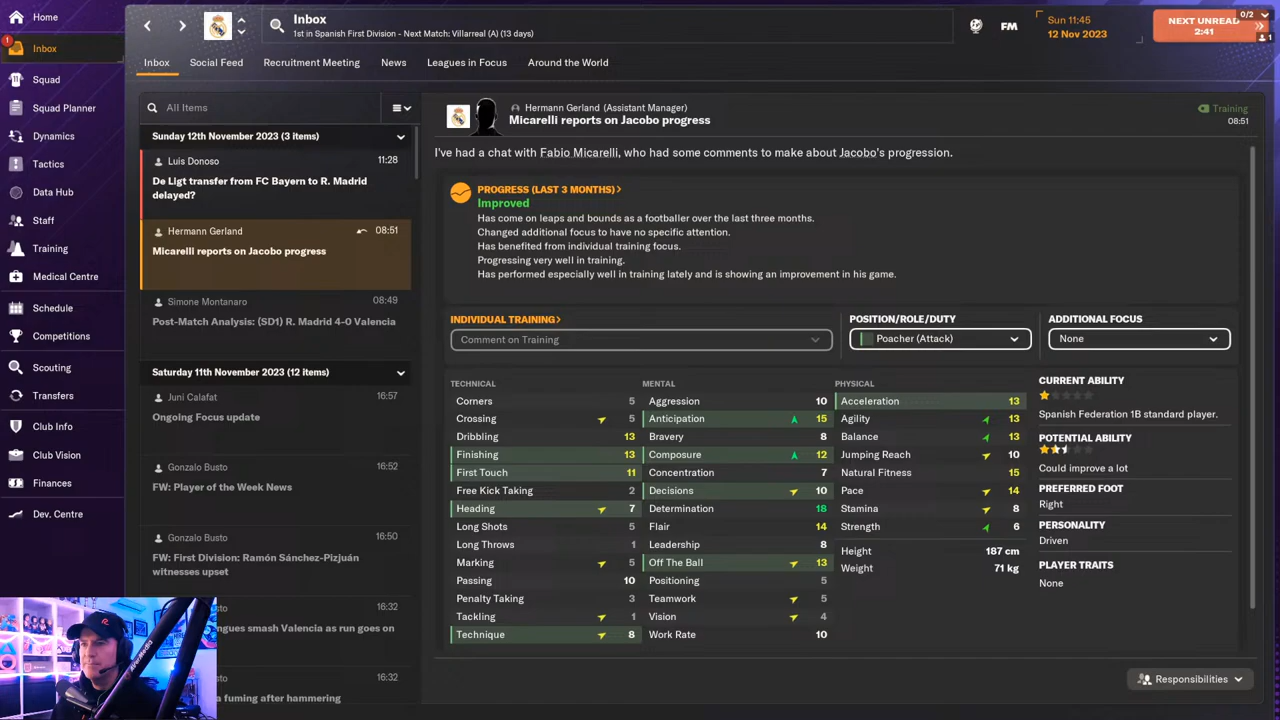 Home
Inbox
1st in Spanish First Division - Next Match: Villarreal (A) (13 days)
FM
Sun 11:45
12 Nov 2023
NEXT UNREAD
2:41
0/2
1
1
Inbox
Squad
Squad Planner
Dynamics
Tactics
Data Hub
Staff
Training
Medical Centre
Schedule
Competitions
Scouting
Transfers
Club Info
Club Vision
Finances
Dev. Centre
Inbox
Social Feed
Recruitment Meeting
News
Leagues in Focus
Around the World
All Items
Sunday 12th November 2023 (3 items)
Luis Donoso
11:28
De Ligt transfer from FC Bayern to R. Madrid
delayed?
Hermann Gerland
08:51
Micarelli reports on Jacobo progress
Simone Montanaro
08:49
Post-Match Analysis: (SD1) R. Madrid 4-0 Valencia
Saturday 11th November 2023 (12 items)
Juni Calafat
16:57
Ongoing Focus update
Gonzalo Busto
16:52
FW: Player of the Week News
Gonzalo Busto
16:50
FW: First Division: Ramón Sánchez-Pizjuán
witnesses upset
usto
16:32
ngues smash Valencia as run goes on
16:32
a fuming after hammering
Hermann Gerland (Assistant Manager)
Micarelli reports on Jacobo progress
Training
08:51
I've had a chat with Fabio Micarelli, who had some comments to make about Jacobo's progression.
PROGRESS (LAST 3 MONTHS)
Improved
Has come on leaps and bounds as a footballer over the last three months.
Changed additional focus to have no specific attention.
Has benefited from individual training focus.
Progressing very well in training.
Has performed especially well in training lately and is showing an improvement in his game.
INDIVIDUAL TRAINING
Comment on Training
POSITION/ROLE/DUTY
Poacher (Attack)
ADDITIONAL FOCUS
None
TECHNICAL
Corners 5
Crossing 5
Dribbling 13
Finishing 13
First Touch 11
Free Kick Taking 2
Heading 7
Long Shots 5
Long Throws 1
Marking 5
Passing 10
Penalty Taking 3
Tackling 1
Technique 8
MENTAL
Aggression 10
Anticipation 15
Bravery 8
Composure 12
Concentration 7
Decisions 10
Determination 18
Flair 14
Leadership 8
Off The Ball 13
Positioning 5
Teamwork 5
Vision 4
Work Rate 10
PHYSICAL
Acceleration 13
Agility 13
Balance 13
Jumping Reach 10
Natural Fitness 15
Pace 14
Stamina 8
Strength 6
Height 187 cm
Weight 71 kg
CURRENT ABILITY
Spanish Federation 1B standard player.
POTENTIAL ABILITY
Could improve a lot
PREFERRED FOOT
Right
PERSONALITY
Driven
PLAYER TRAITS
None
Responsibilities